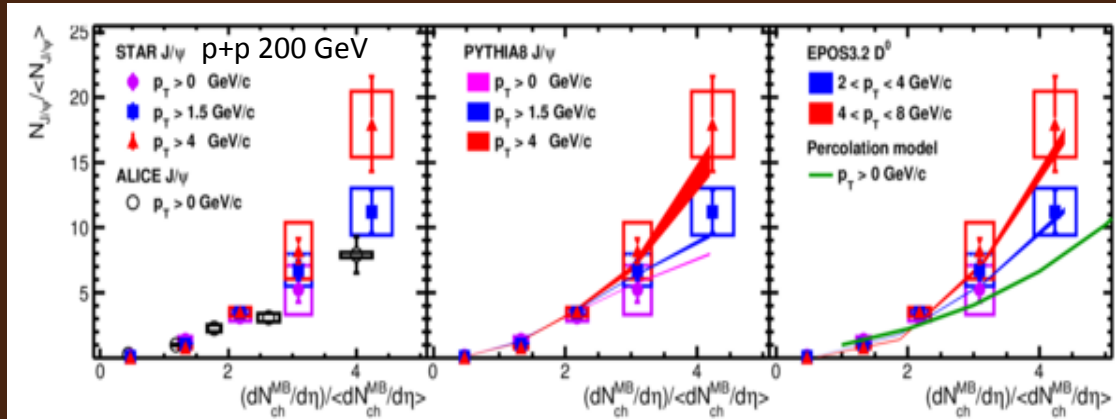 N_J/ψ/<N_J/ψ>
25
20
15
10
5
STAR J/ψ p+p 200 GeV
p_T > 0 GeV/c
p_T > 1.5 GeV/c
p_T > 4 GeV/c
ALICE J/ψ
p_T > 0 GeV/c
0 2 4
(dN_ch^MB/dη)/<dN_ch^MB/dη>
PYTHIA8 J/ψ
p_T > 0 GeV/c
p_T > 1.5 GeV/c
p_T > 4 GeV/c
0 2 4
(dN_ch^MB/dη)/<dN_ch^MB/dη>
EPOS3.2 D^0
2 < p_T < 4 GeV/c
4 < p_T < 8 GeV/c
Percolation model
p_T > 0 GeV/c
0 2 4
(dN_ch^MB/dη)/<dN_ch^MB/dη>